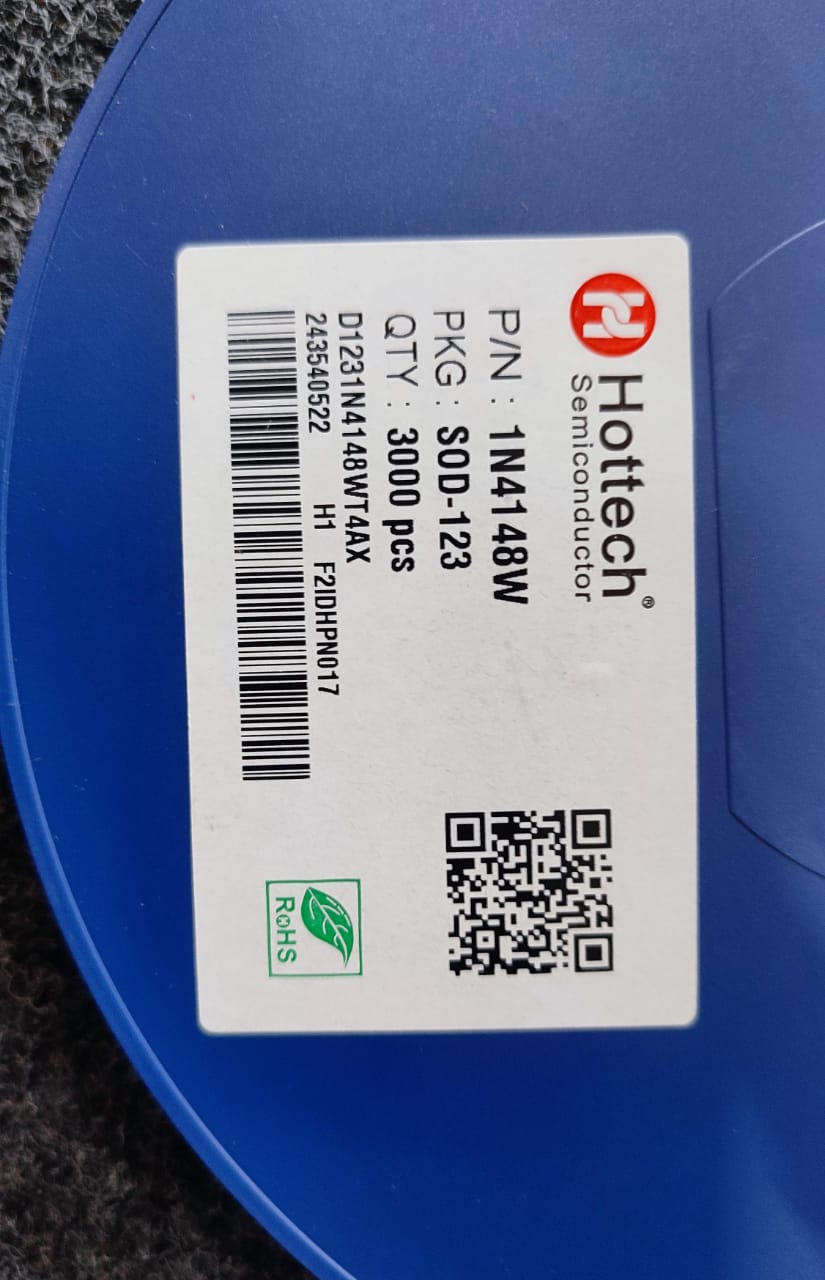 Hottech®
Semiconductor
P/N : 1N4148W
PKG : SOD-123
QTY : 3000 pcs
D1231N4148WT4AX
243540522 H1 F2IDHPN017
RoHS